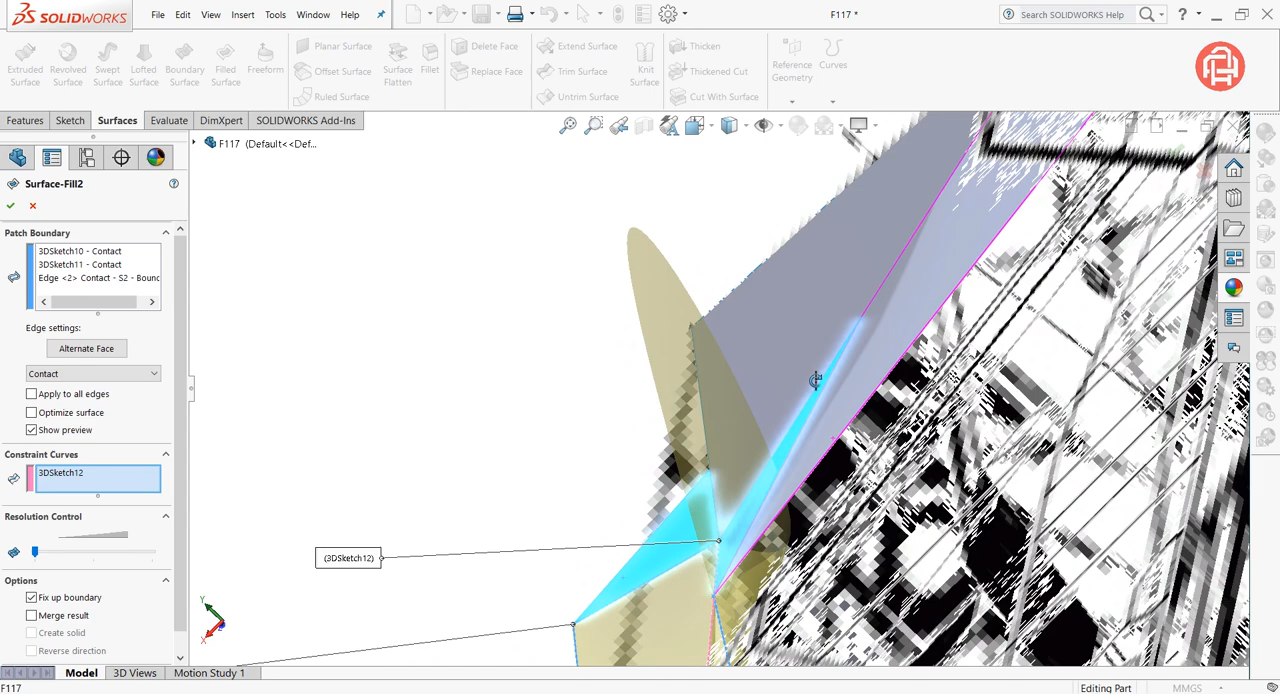 SOLIDWORKS
File Edit View Insert Tools Window Help
F117 *
Search SOLIDWORKS Help
?
Extruded Surface
Revolved Surface
Swept Surface
Lofted Surface
Boundary Surface
Filled Surface
Freeform
Planar Surface
Offset Surface
Ruled Surface
Surface Flatten
Fillet
Delete Face
Replace Face
Extend Surface
Trim Surface
Untrim Surface
Knit Surface
Thicken
Thickened Cut
Cut With Surface
Reference Geometry
Curves
Features Sketch Surfaces Evaluate DimXpert SOLIDWORKS Add-Ins
F117 (Default<<Def...
Surface-Fill2
Patch Boundary
3DSketch10 - Contact
3DSketch11 - Contact
Edge <2> Contact - S2 - Bounc
Edge settings:
Alternate Face
Contact
Apply to all edges
Optimize surface
Show preview
Constraint Curves
3DSketch12
Resolution Control
Options
Fix up boundary
Merge result
Create solid
Reverse direction
(3DSketch12)
Y
X
Model 3D Views Motion Study 1
F117
Editing Part
MMGS